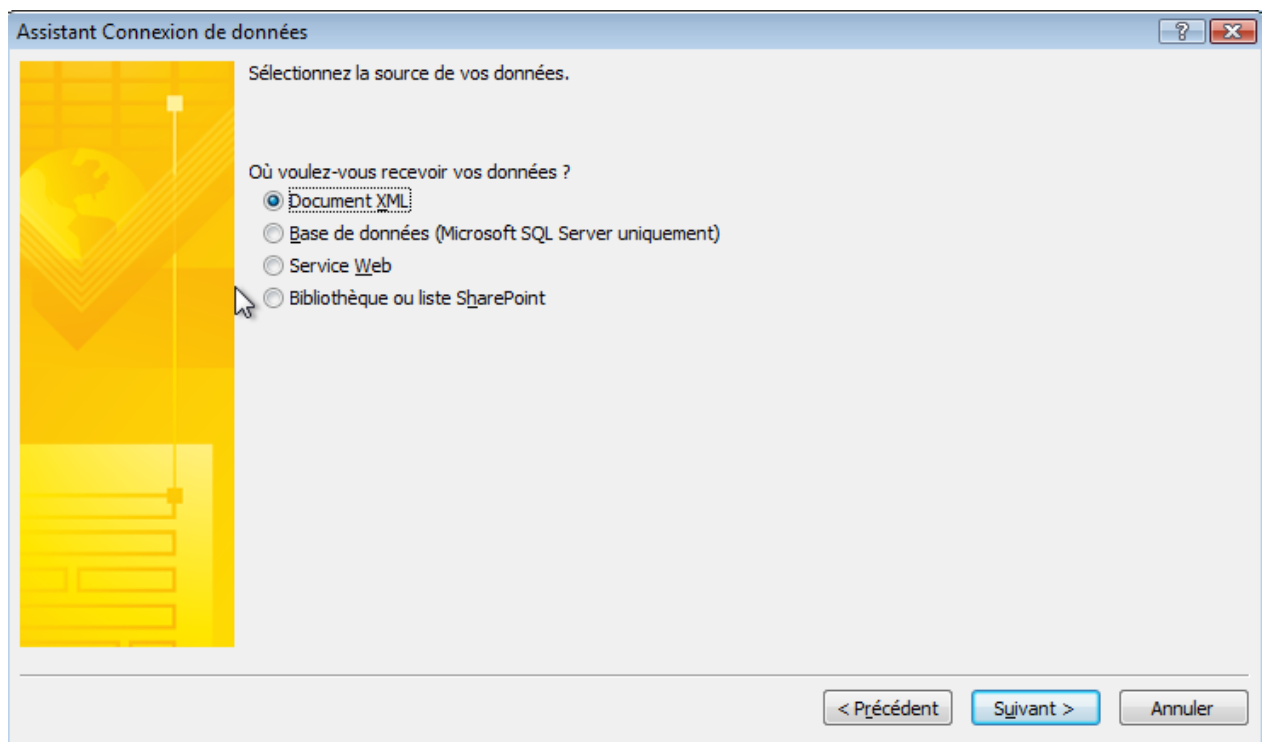 Assistant Connexion de données
Sélectionnez la source de vos données.
Où voulez-vous recevoir vos données ?
Document XML
Base de données (Microsoft SQL Server uniquement)
Service Web
Bibliothèque ou liste SharePoint
< Précédent Suivant > Annuler